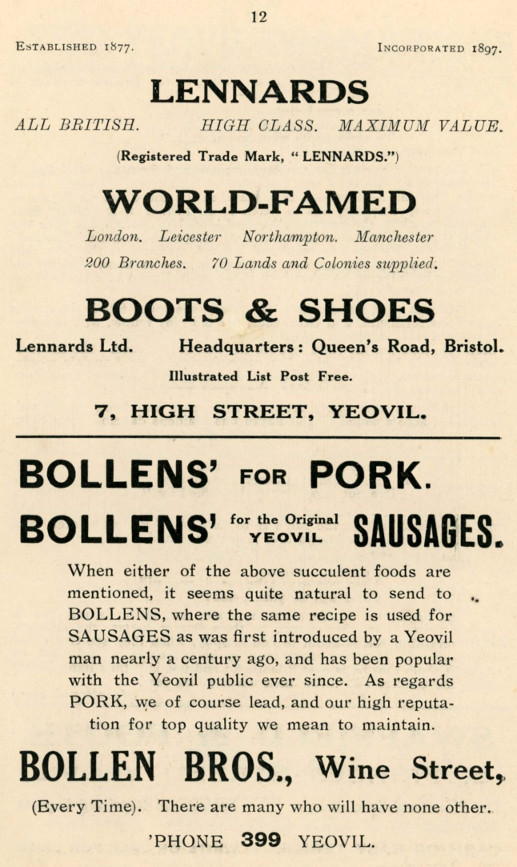 12
ESTABLISHED 1877. INCORPORATED 1897.
LENNARDS
ALL BRITISH. HIGH CLASS. MAXIMUM VALUE.
(Registered Trade Mark, "LENNARDS.")
WORLD-FAMED
London. Leicester Northampton. Manchester
200 Branches. 70 Lands and Colonies supplied.
BOOTS & SHOES
Lennards Ltd. Headquarters: Queen's Road, Bristol.
Illustrated List Post Free.
7, HIGH STREET, YEOVIL.
BOLLENS' FOR PORK.
BOLLENS' for the Original YEOVIL SAUSAGES.
When either of the above succulent foods are
mentioned, it seems quite natural to send to
BOLLENS, where the same recipe is used for
SAUSAGES as was first introduced by a Yeovil
man nearly a century ago, and has been popular
with the Yeovil public ever since. As regards
PORK, we of course lead, and our high reputa-
tion for top quality we mean to maintain.
BOLLEN BROS., Wine Street,
(Every Time). There are many who will have none other.
'PHONE 399 YEOVIL.